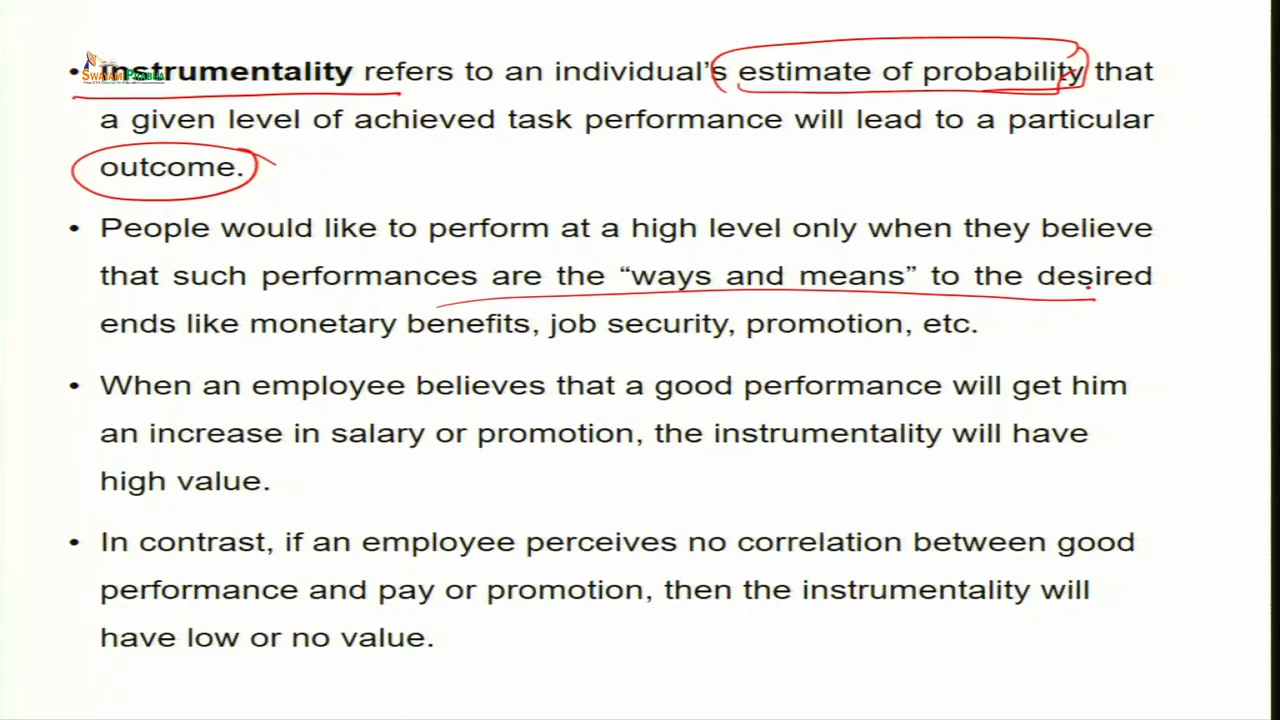 SWAYAM PRABHA
• Instrumentality refers to an individual's estimate of probability that
a given level of achieved task performance will lead to a particular
outcome.
• People would like to perform at a high level only when they believe
that such performances are the “ways and means” to the desired
ends like monetary benefits, job security, promotion, etc.
• When an employee believes that a good performance will get him
an increase in salary or promotion, the instrumentality will have
high value.
• In contrast, if an employee perceives no correlation between good
performance and pay or promotion, then the instrumentality will
have low or no value.